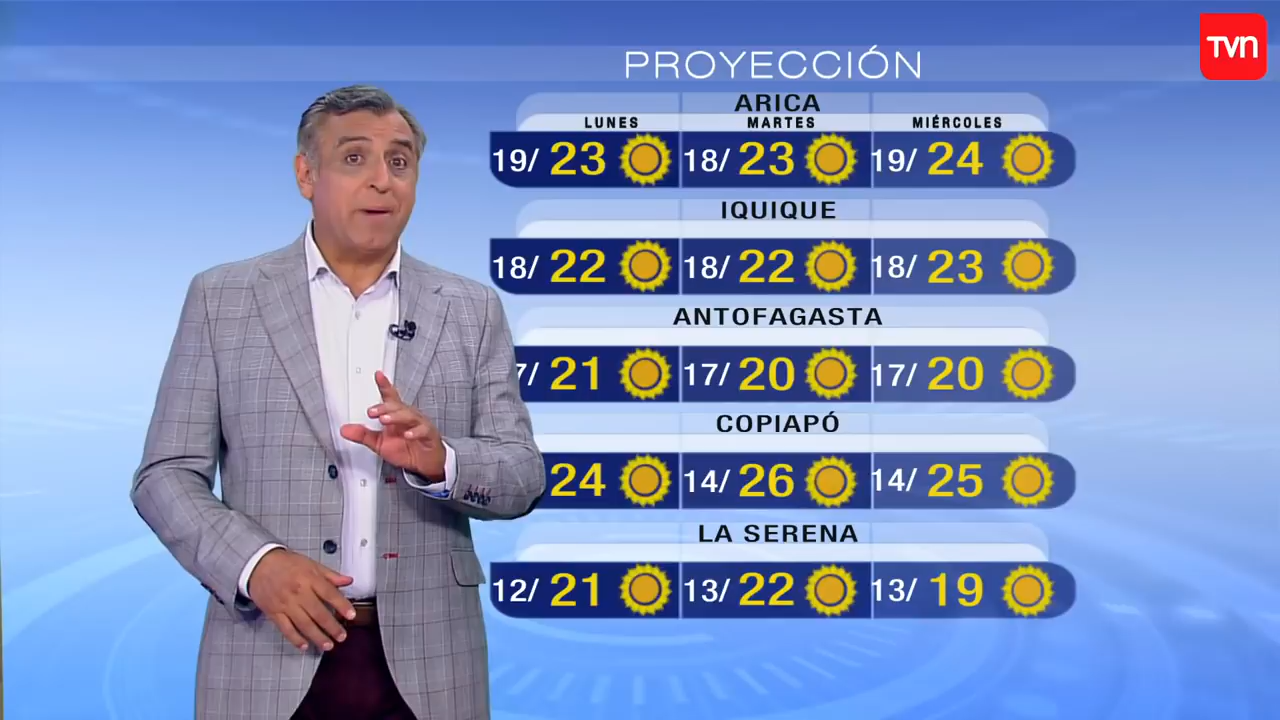 TVN
PROYECCIÓN
ARICA
LUNES MARTES MIÉRCOLES
19/ 23 18/ 23 19/ 24
IQUIQUE
18/ 22 18/ 22 18/ 23
ANTOFAGASTA
7/ 21 17/ 20 17/ 20
COPIAPÓ
24 14/ 26 14/ 25
LA SERENA
12/ 21 13/ 22 13/ 19